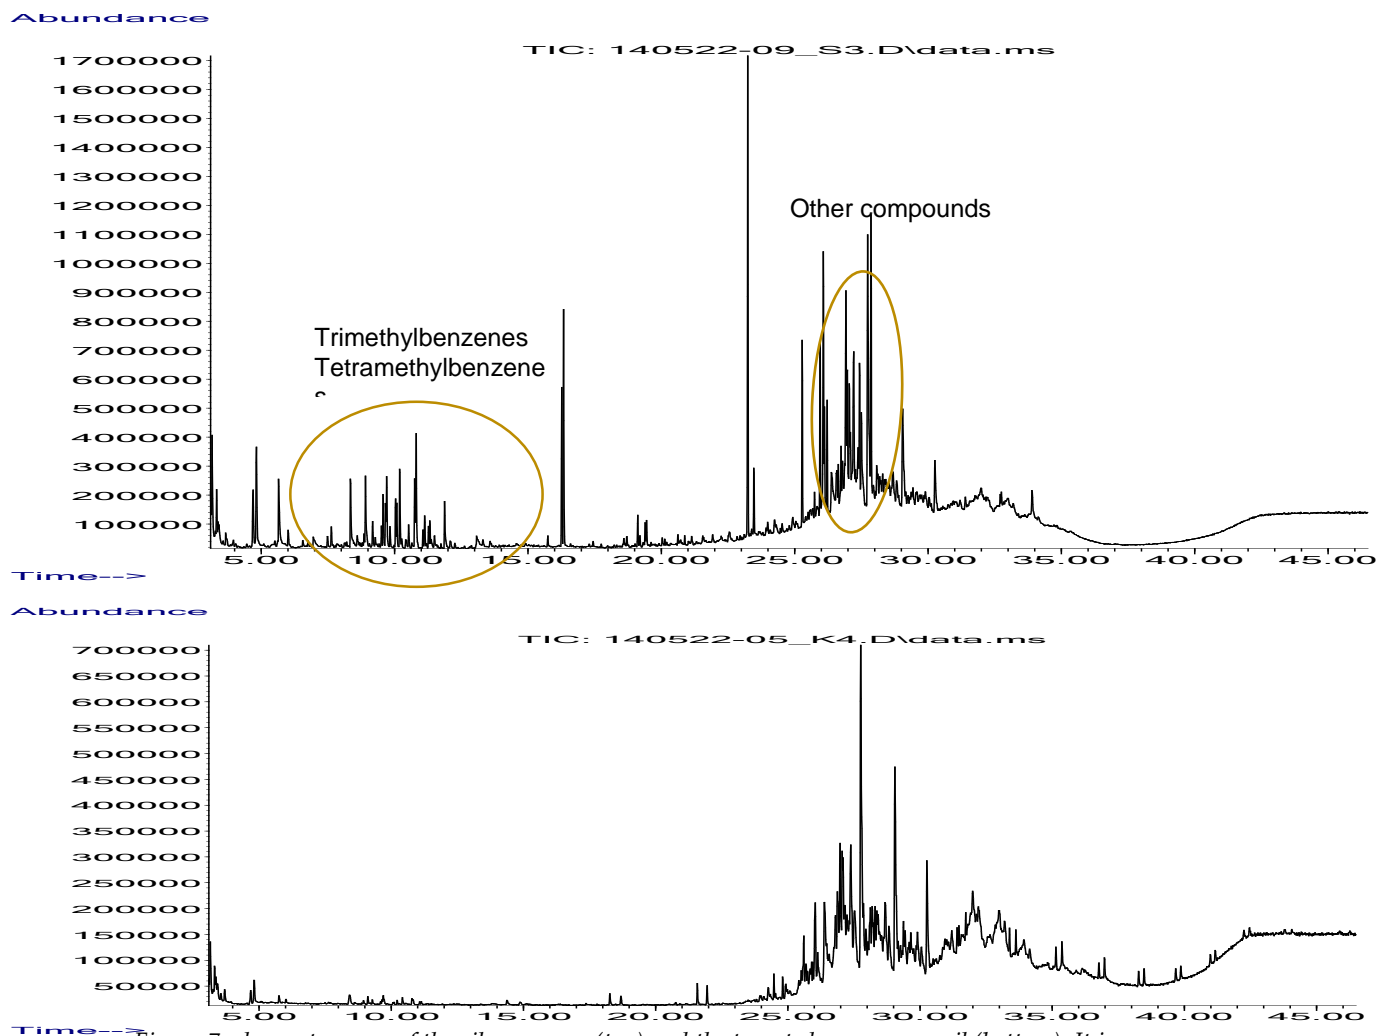 Abundance
TIC: 140522-09_S3.D\data.ms
1700000
1600000
1500000
1400000
1300000
1200000
1100000
1000000
900000
800000
700000
600000
500000
400000
300000
200000
100000
Other compounds
Trimethylbenzenes
Tetramethylbenzene
s
5.00 10.00 15.00 20.00 25.00 30.00 35.00 40.00 45.00
Time-->
Abundance
TIC: 140522-05_K4.D\data.ms
700000
650000
600000
550000
500000
450000
400000
350000
300000
250000
200000
150000
100000
50000
5.00 10.00 15.00 20.00 25.00 30.00 35.00 40.00 45.00
Time-->